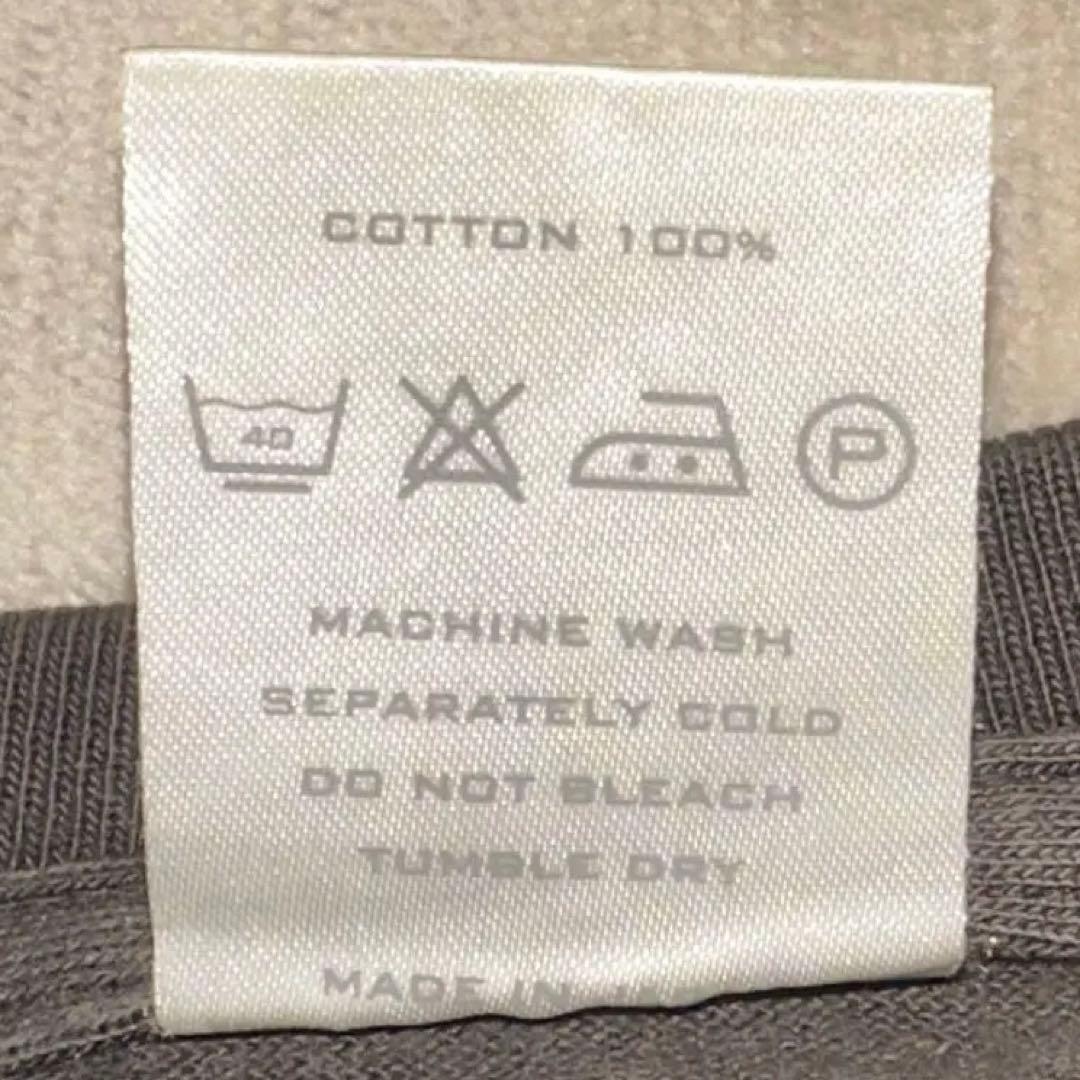 COTTON 100%
40
P
MACHINE WASH
SEPARATELY COLD
DO NOT BLEACH
TUMBLE DRY
MADE IN